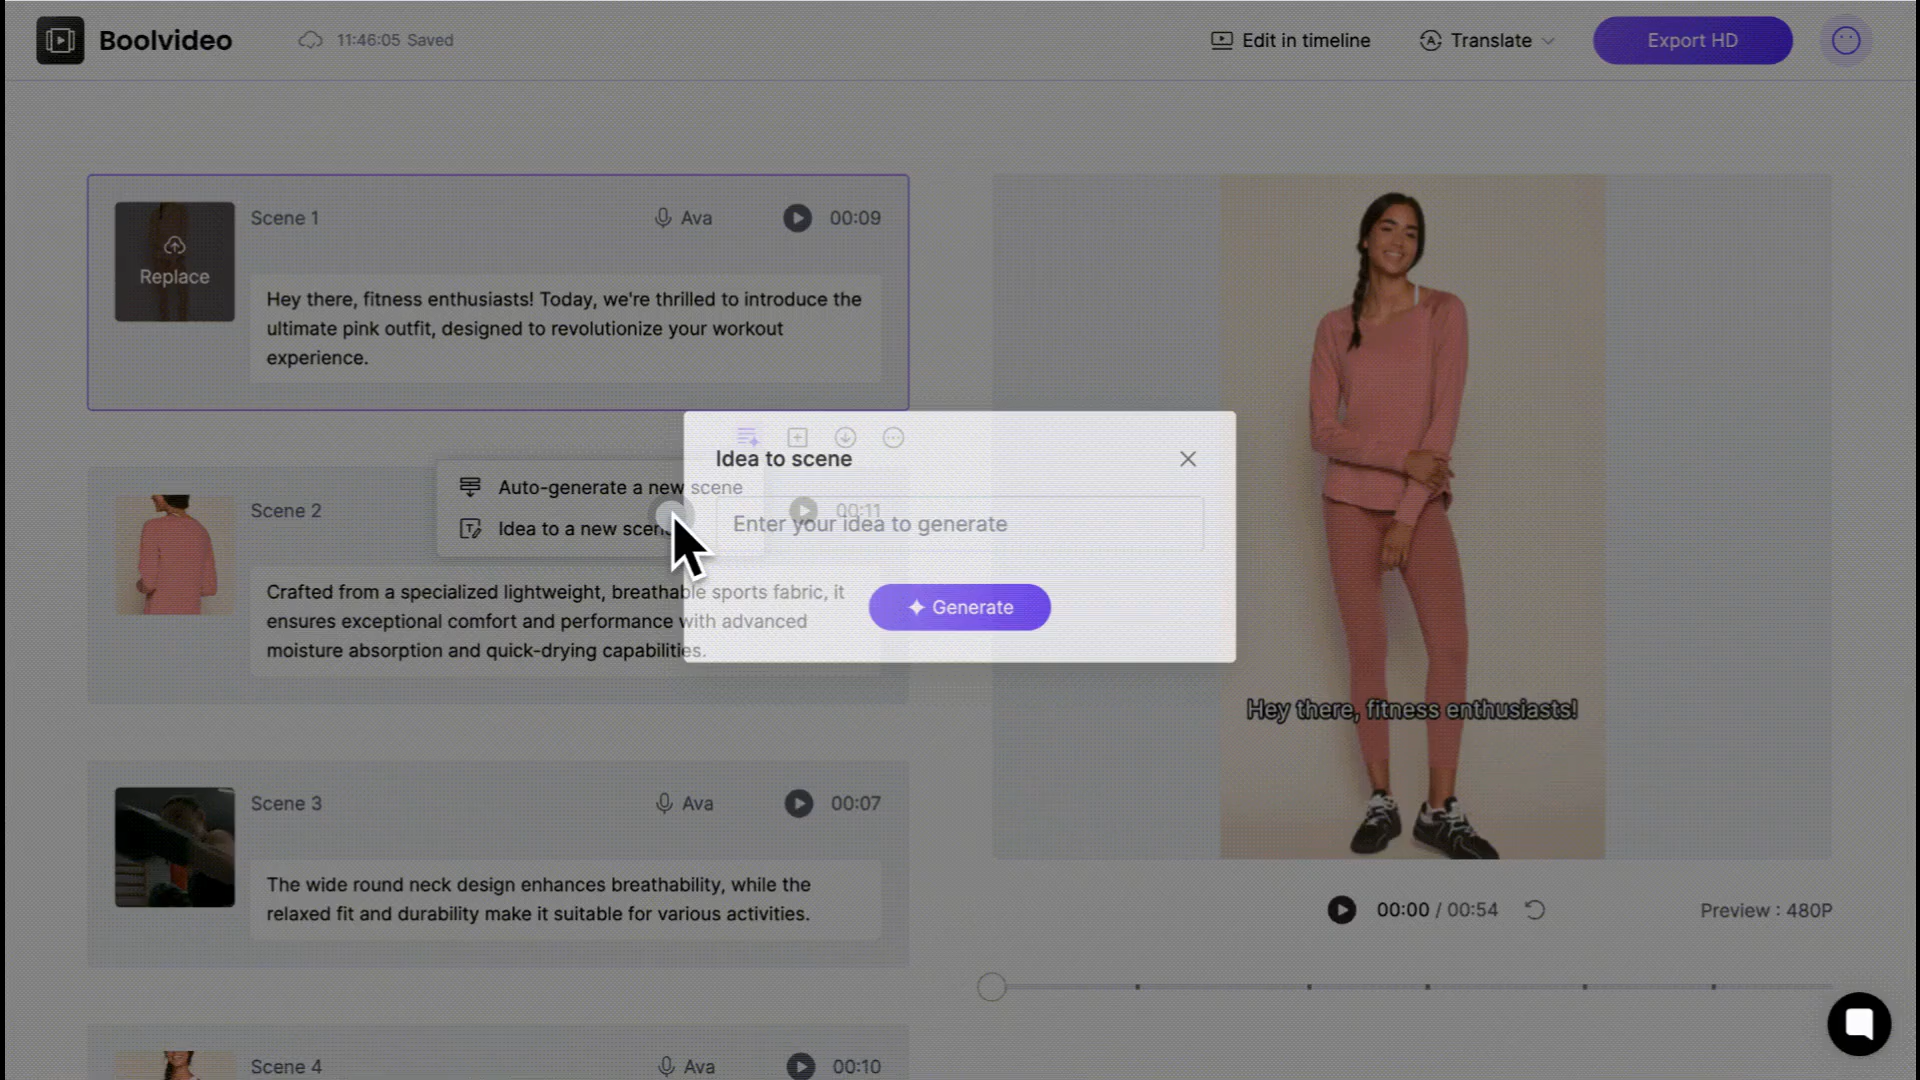 Boolvideo
11:46:05 Saved
Edit in timeline
Translate
Export HD
Scene 1
Ava
00:09
Replace
Hey there, fitness enthusiasts! Today, we're thrilled to introduce the
ultimate pink outfit, designed to revolutionize your workout
experience.
Idea to scene
Auto-generate a new scene
Idea to a new scene
Enter your idea to generate
Generate
Scene 2
00:11
Crafted from a specialized lightweight, breathable sports fabric, it
ensures exceptional comfort and performance with advanced
moisture absorption and quick-drying capabilities.
Scene 3
Ava
00:07
The wide round neck design enhances breathability, while the
relaxed fit and durability make it suitable for various activities.
Scene 4
Ava
00:10
Hey there, fitness enthusiasts!
00:00 / 00:54
Preview : 480P